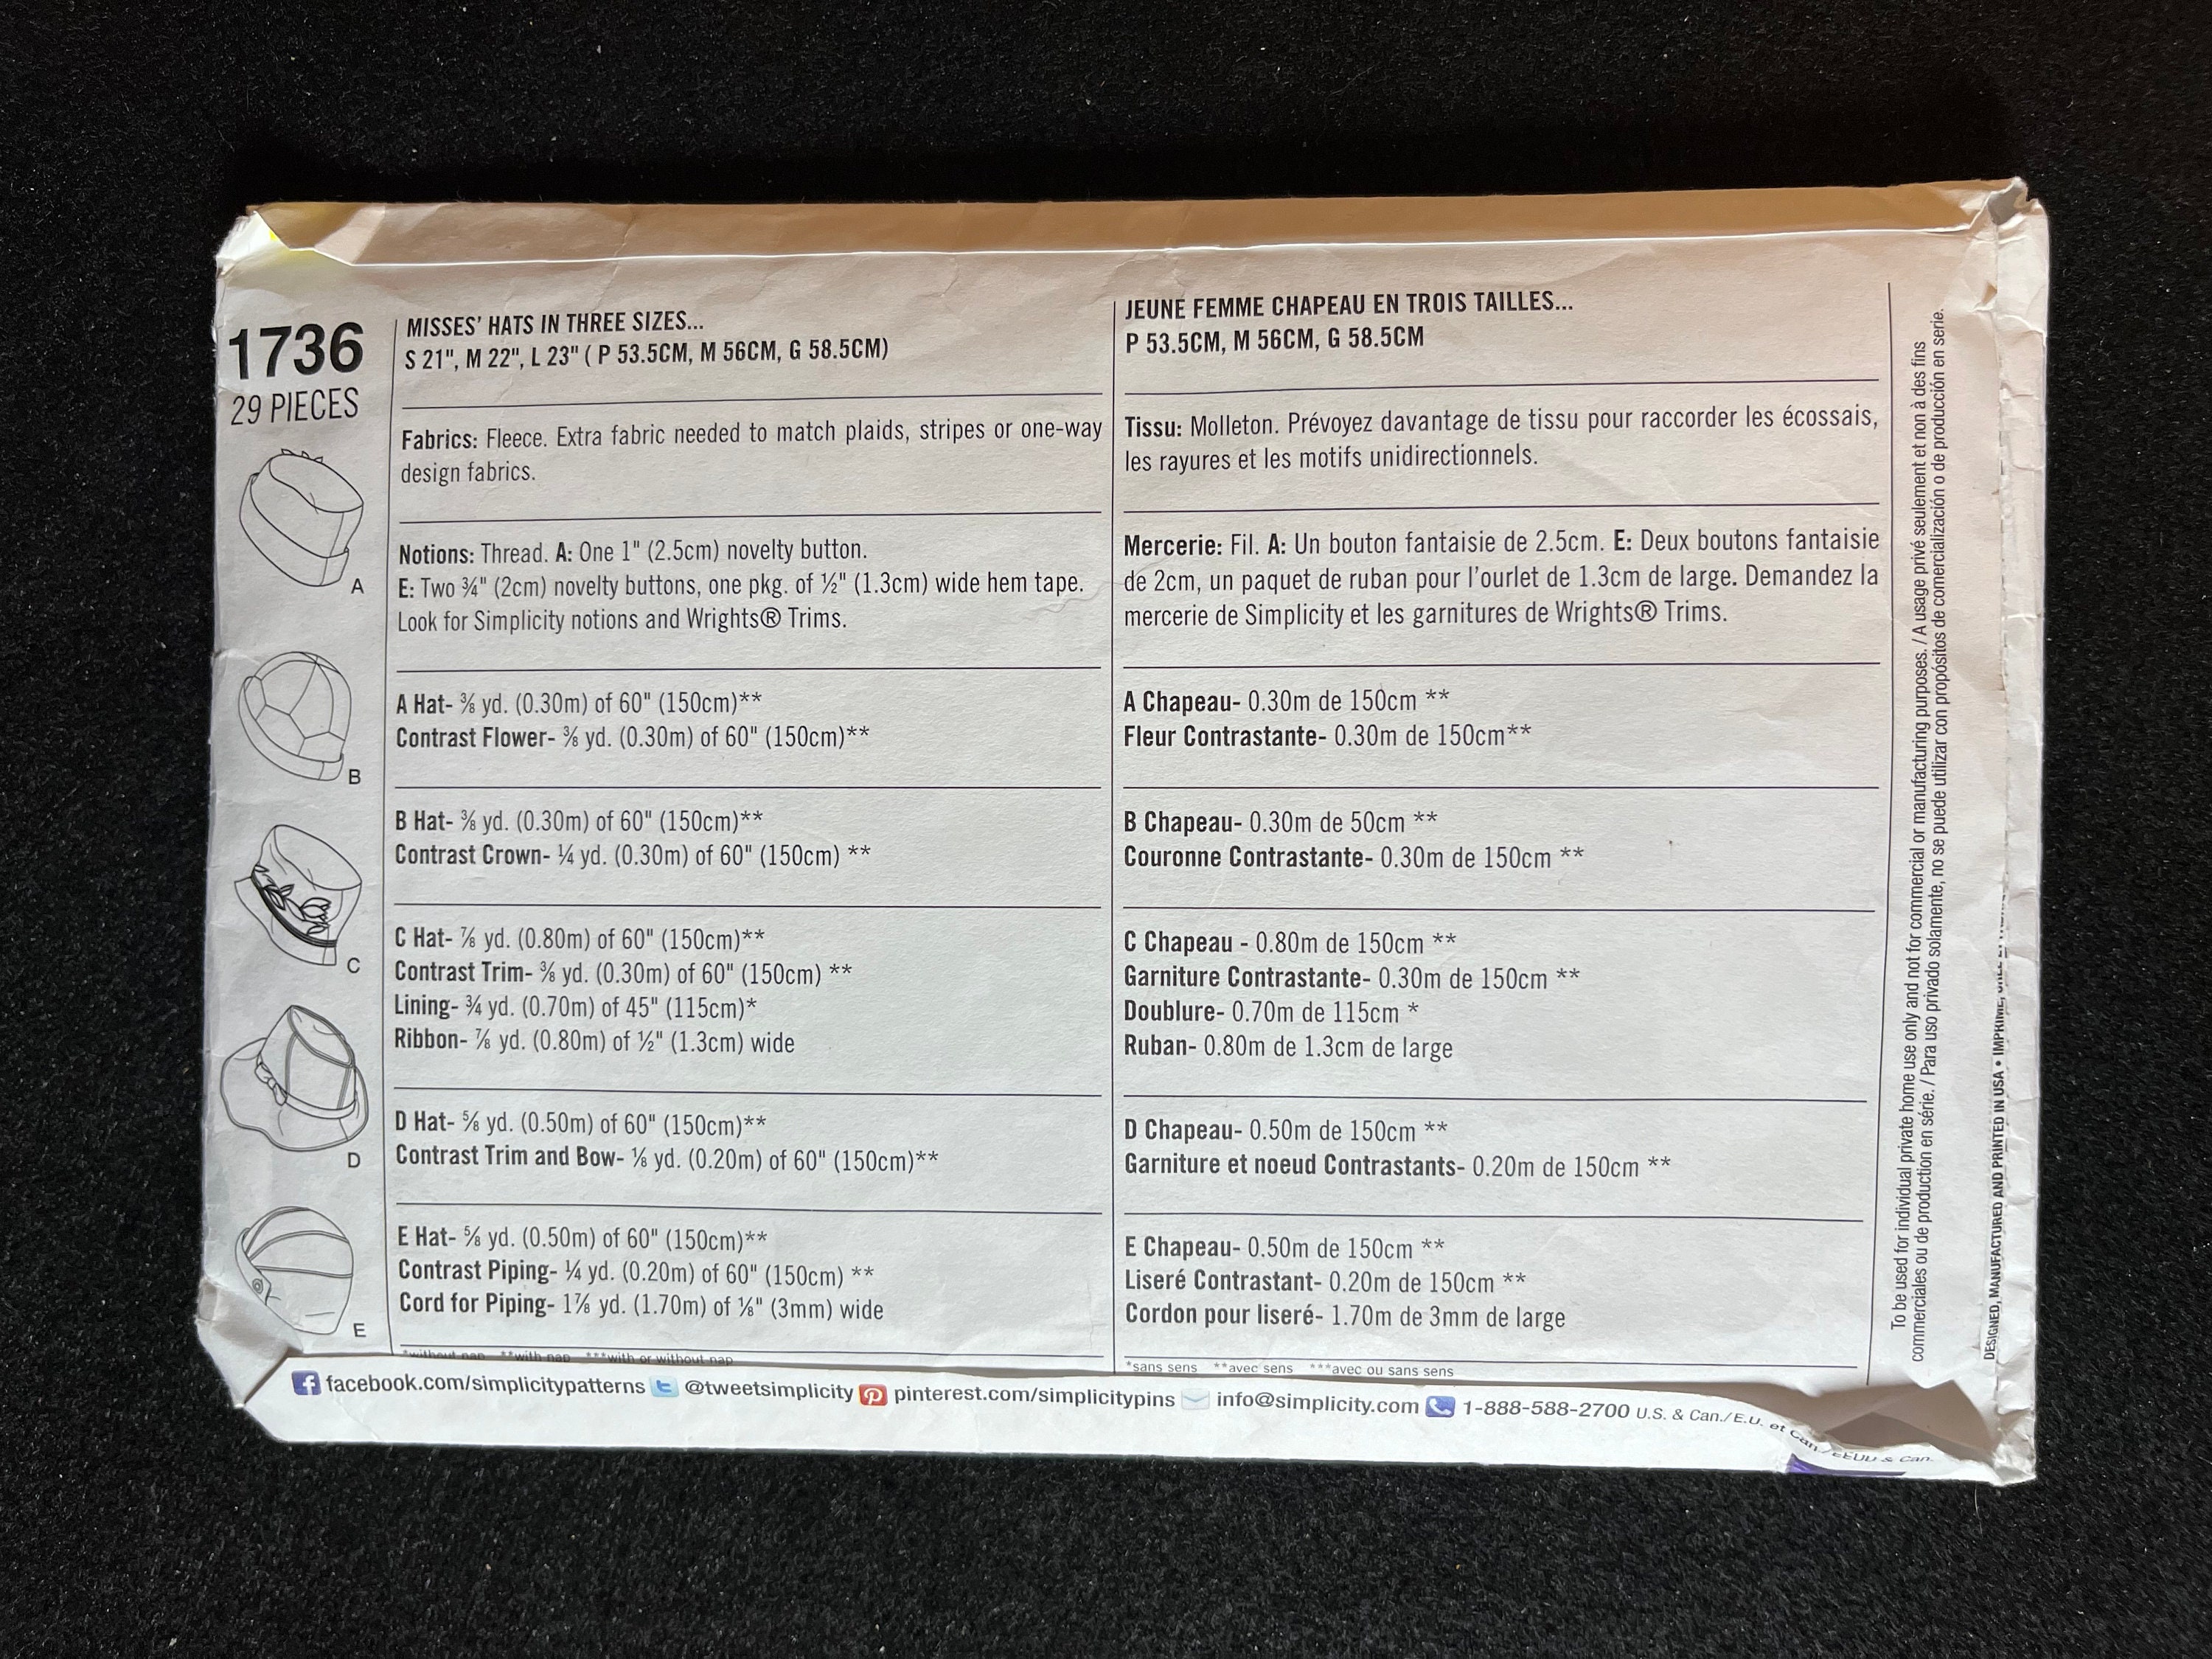 1736
29 PIECES
A
B
C
D
E
MISSES' HATS IN THREE SIZES...
S 21", M 22", L 23" ( P 53.5CM, M 56CM, G 58.5CM)
Fabrics: Fleece. Extra fabric needed to match plaids, stripes or one-way
design fabrics.
Notions: Thread. A: One 1" (2.5cm) novelty button.
E: Two ¾" (2cm) novelty buttons, one pkg. of ½" (1.3cm) wide hem tape.
Look for Simplicity notions and Wrights® Trims.
A Hat- ⅜ yd. (0.30m) of 60" (150cm)**
Contrast Flower- ⅜ yd. (0.30m) of 60" (150cm)**
B Hat- ⅜ yd. (0.30m) of 60" (150cm)**
Contrast Crown- ¼ yd. (0.30m) of 60" (150cm) **
C Hat- ⅞ yd. (0.80m) of 60" (150cm)**
Contrast Trim- ⅜ yd. (0.30m) of 60" (150cm) **
Lining- ¾ yd. (0.70m) of 45" (115cm)*
Ribbon- ⅞ yd. (0.80m) of ½" (1.3cm) wide
D Hat- ⅝ yd. (0.50m) of 60" (150cm)**
Contrast Trim and Bow- ⅛ yd. (0.20m) of 60" (150cm)**
E Hat- ⅝ yd. (0.50m) of 60" (150cm)**
Contrast Piping- ¼ yd. (0.20m) of 60" (150cm) **
Cord for Piping- 1⅞ yd. (1.70m) of ⅛" (3mm) wide
*without nap **with nap ***with or without nap
JEUNE FEMME CHAPEAU EN TROIS TAILLES...
P 53.5CM, M 56CM, G 58.5CM
Tissu: Molleton. Prévoyez davantage de tissu pour raccorder les écossais,
les rayures et les motifs unidirectionnels.
Mercerie: Fil. A: Un bouton fantaisie de 2.5cm. E: Deux boutons fantaisie
de 2cm, un paquet de ruban pour l'ourlet de 1.3cm de large. Demandez la
mercerie de Simplicity et les garnitures de Wrights® Trims.
A Chapeau- 0.30m de 150cm **
Fleur Contrastante- 0.30m de 150cm**
B Chapeau- 0.30m de 50cm **
Couronne Contrastante- 0.30m de 150cm **
C Chapeau - 0.80m de 150cm **
Garniture Contrastante- 0.30m de 150cm **
Doublure- 0.70m de 115cm *
Ruban- 0.80m de 1.3cm de large
D Chapeau- 0.50m de 150cm **
Garniture et noeud Contrastants- 0.20m de 150cm **
E Chapeau- 0.50m de 150cm **
Liseré Contrastant- 0.20m de 150cm **
Cordon pour liseré- 1.70m de 3mm de large
*sans sens **avec sens ***avec ou sans sens
To be used for individual private home use only and not for commercial or manufacturing purposes. / A usage privé seulement et non à des fins
commerciales ou de production en série. / Para uso privado solamente, no se puede utilizar con propósitos de comercialización o de producción en serie.
DESIGNED, MANUFACTURED AND PRINTED IN USA • IMPRIMÉ,
facebook.com/simplicitypatterns @tweetsimplicity pinterest.com/simplicitypins info@simplicity.com 1-888-588-2700 U.S. & Can./E.U. et Can./EEUU & Can.